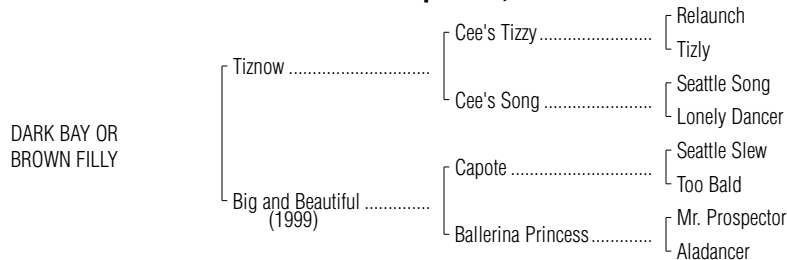 Relaunch
Cee's Tizzy ..........................
Tizly
Tiznow .............................
Seattle Song
Cee's Song .........................
Lonely Dancer
DARK BAY OR
BROWN FILLY
Seattle Slew
Capote .................................
Too Bald
Big and Beautiful ..............
(1999)
Mr. Prospector
Ballerina Princess..............
Aladancer